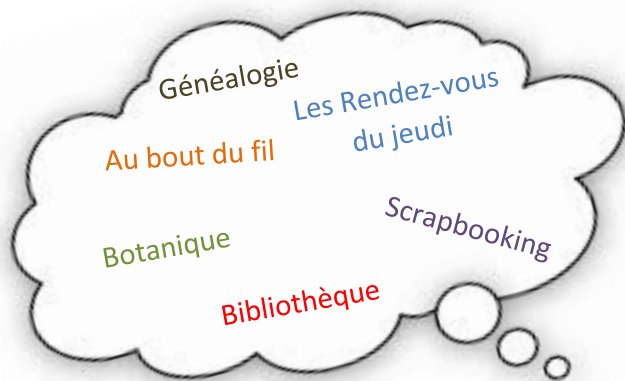 Généalogie
Les Rendez-vous
du jeudi
Au bout du fil
Scrapbooking
Botanique
Bibliothèque